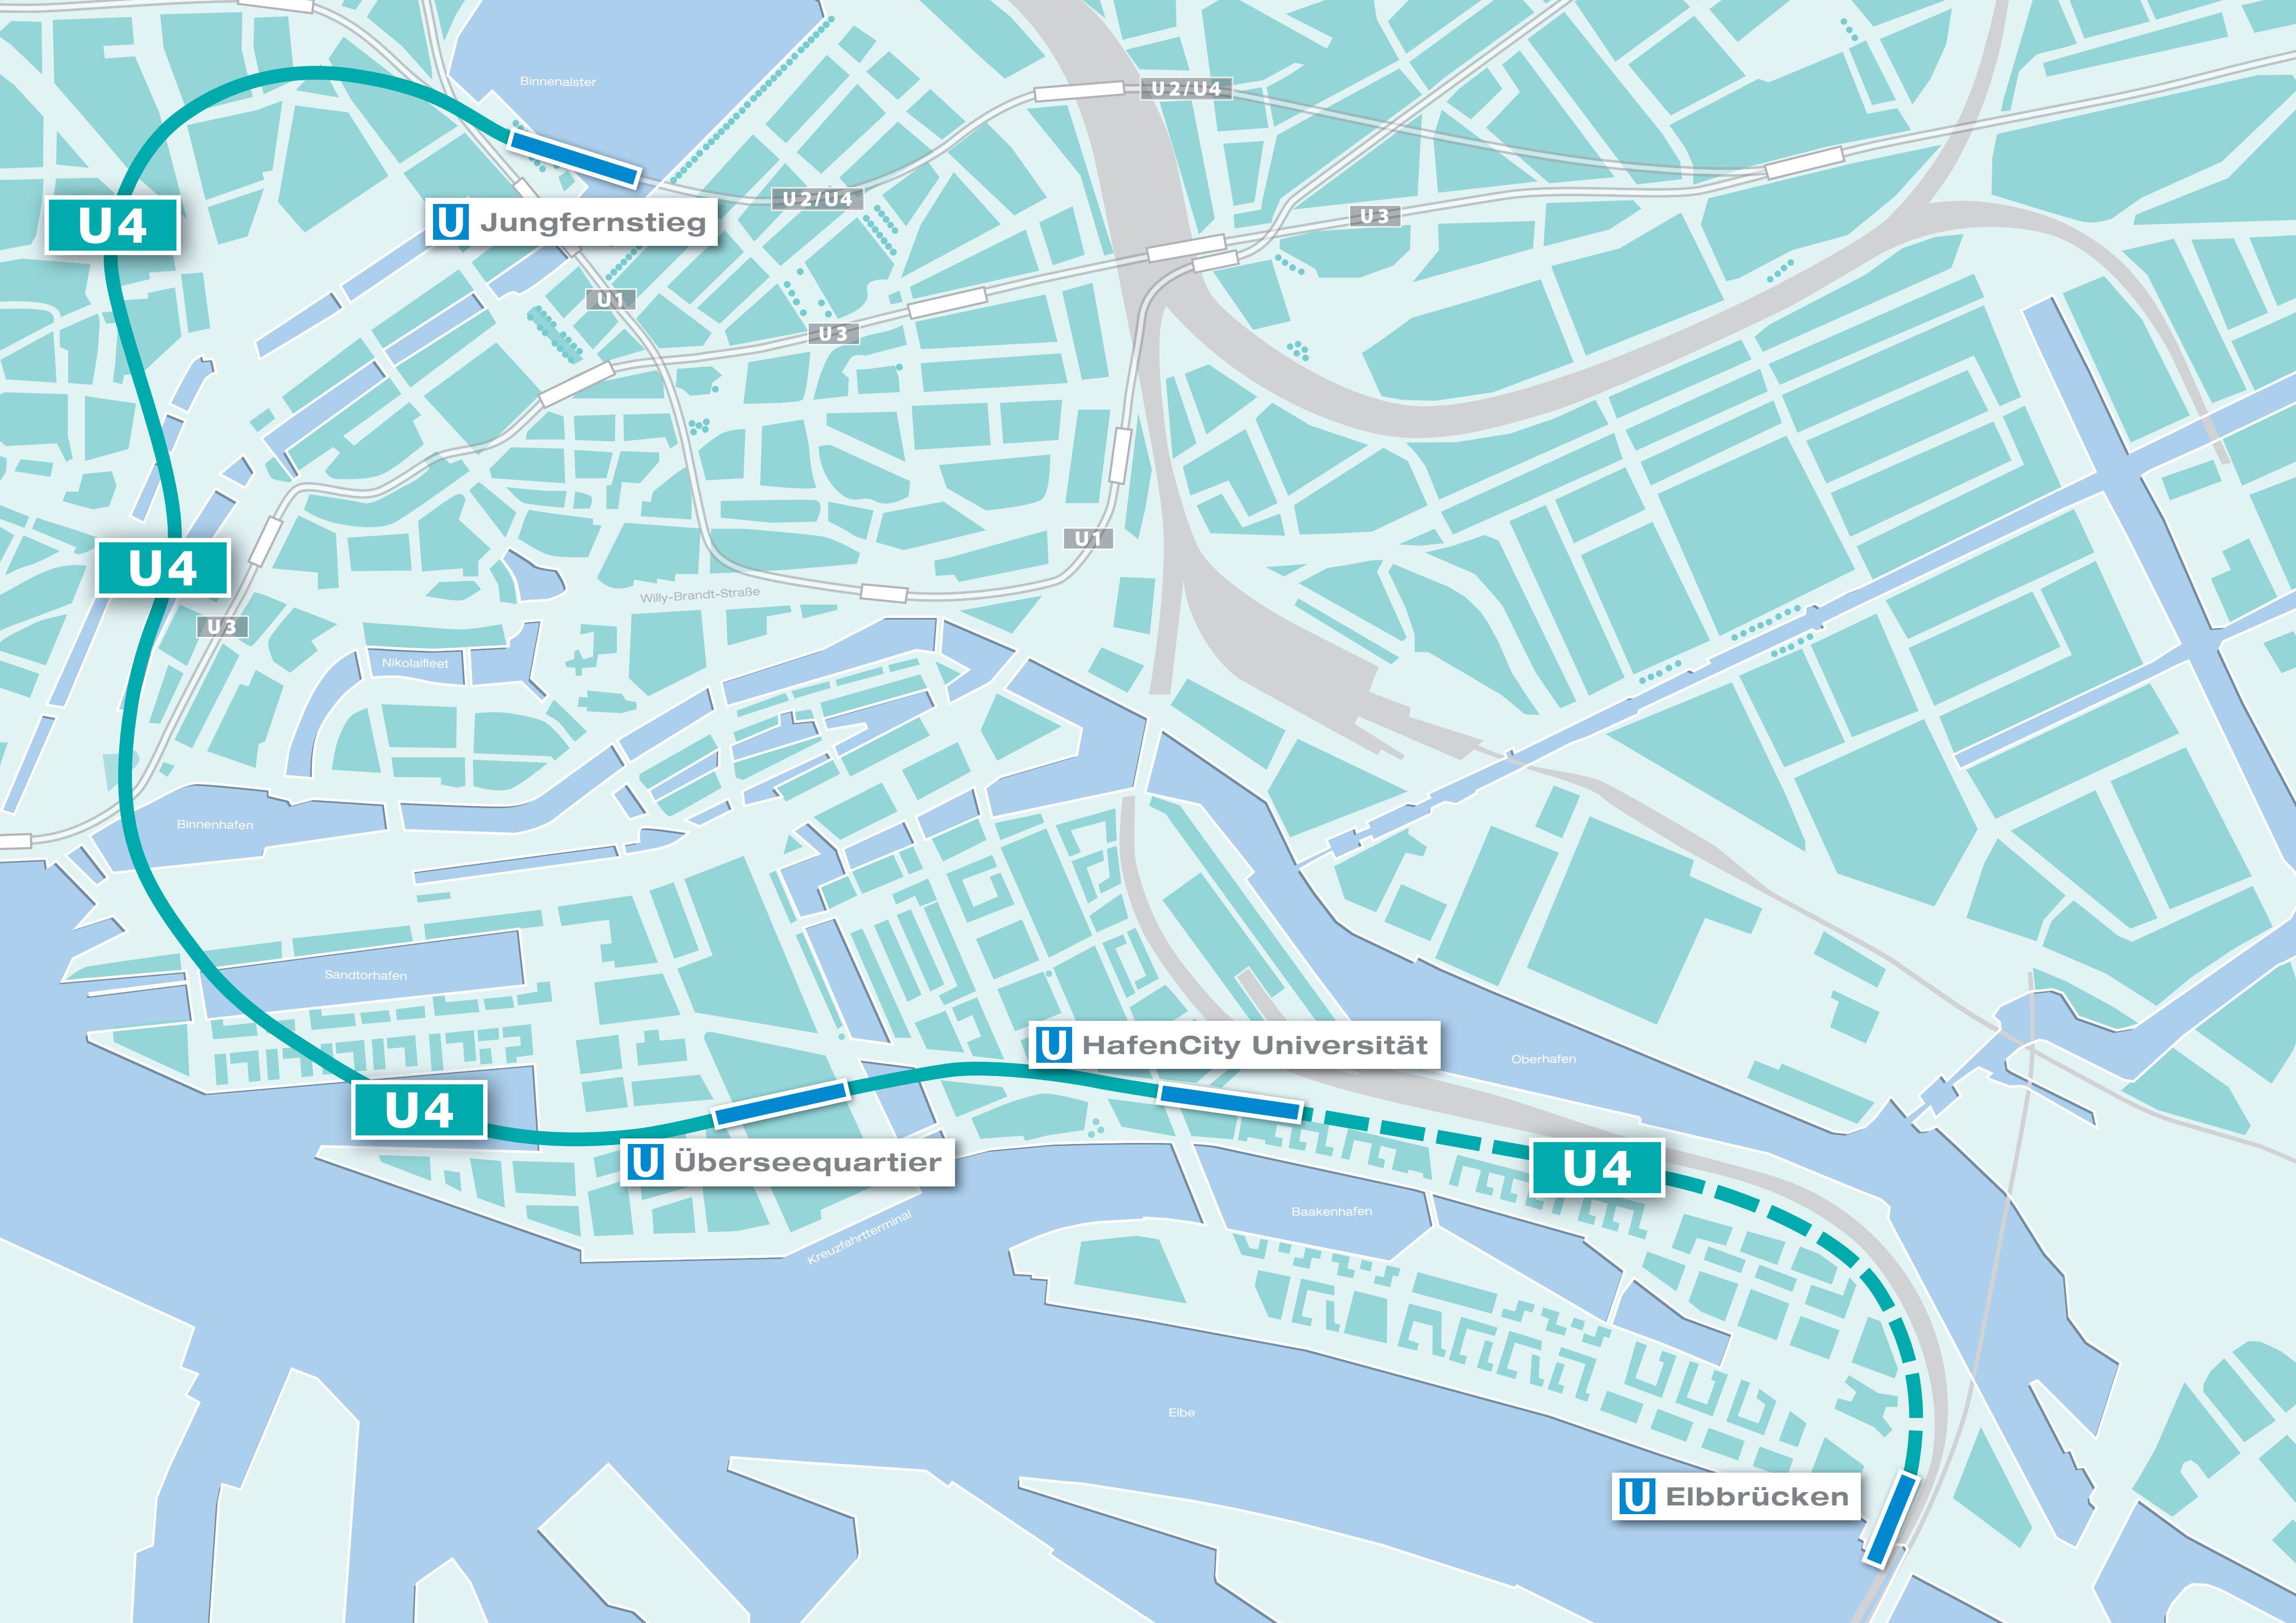 Binnenalster
U2/U4
U4
U Jungfernstieg
U2/U4
U3
U1
U3
U1
U4
Willy-Brandt-Straße
U3
Nikolaifleet
Binnenhafen
Sandtorhafen
U HafenCity Universität
Oberhafen
U4
U Überseequartier
U4
Baakenhafen
Kreuzfahrtterminal
Elbe
U Elbbrücken